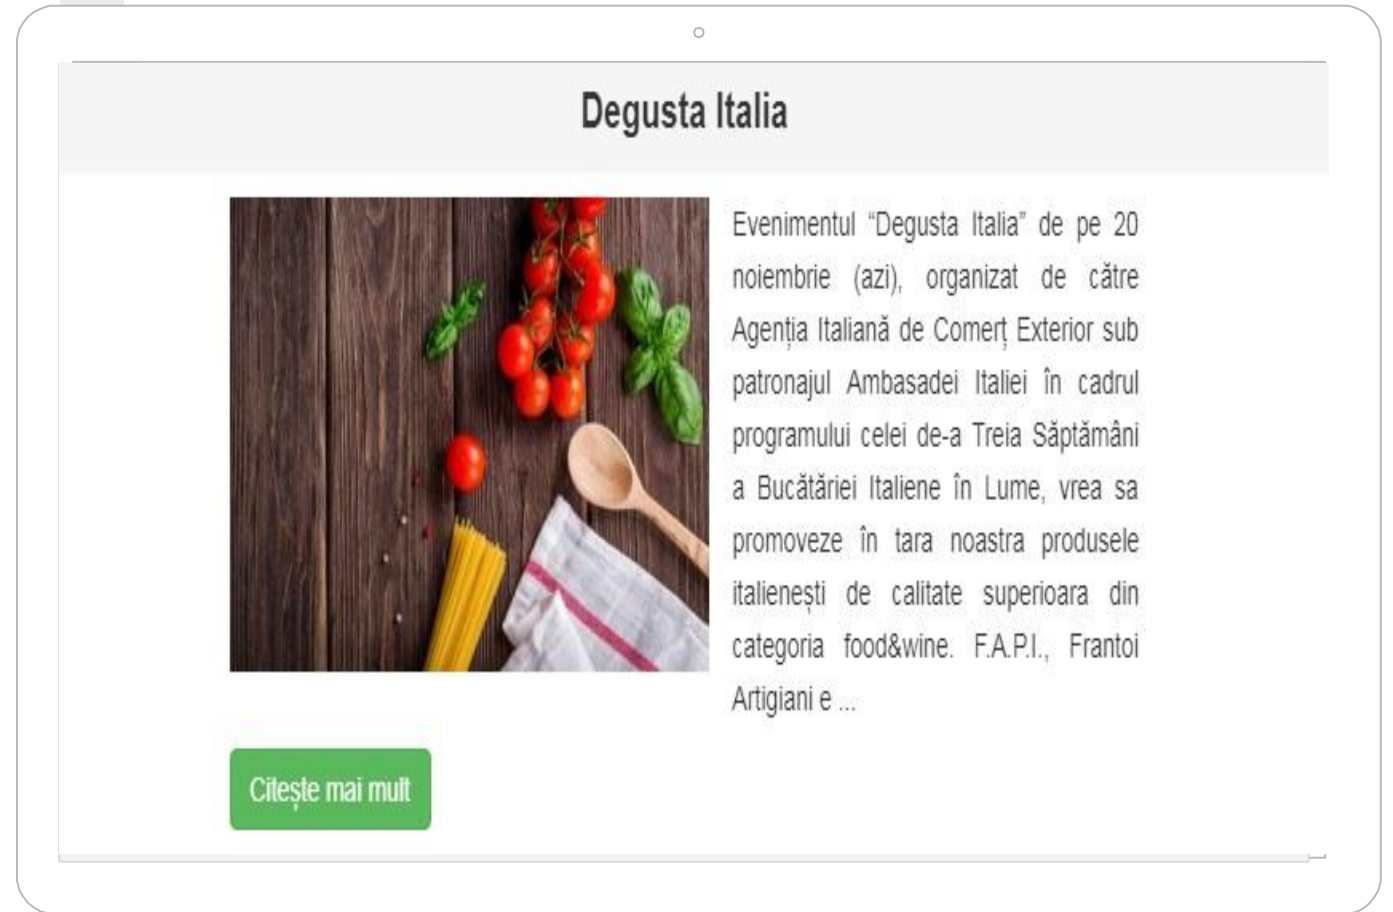 Degusta Italia
Evenimentul “Degusta Italia” de pe 20
noiembrie (azi), organizat de către
Agenția Italiană de Comerț Exterior sub
patronajul Ambasadei Italiei în cadrul
programului celei de-a Treia Săptămâni
a Bucătăriei Italiene în Lume, vrea sa
promoveze în tara noastra produsele
italienești de calitate superioara din
categoria food&wine. F.A.P.I., Frantoi
Artigiani e ...
Citește mai mult